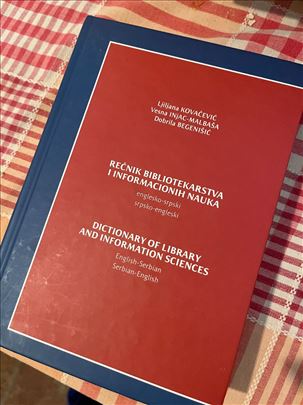 Ljiljana KOVAČEVIĆ
Vesna INJAC-MALBAŠA
Dobrila BEGENIŠIĆ
REČNIK BIBLIOTEKARSTVA
I INFORMACIONIH NAUKA
englesko-srpski
srpsko-engleski
DICTIONARY OF LIBRARY
AND INFORMATION SCIENCES
English-Serbian
Serbian-English